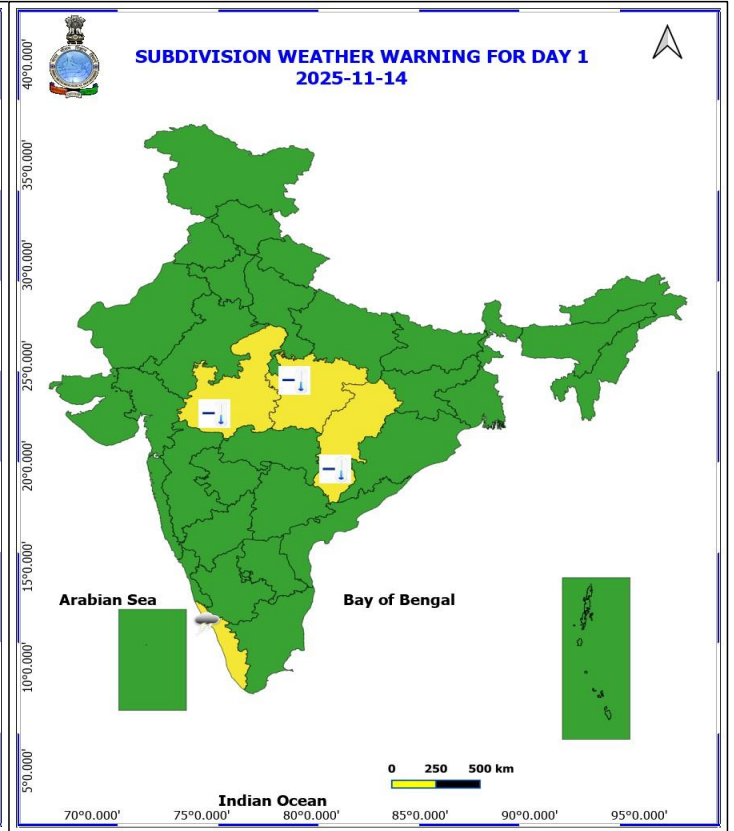 SUBDIVISION WEATHER WARNING FOR DAY 1
2025-11-14
40°0.000'
35°0.000'
30°0.000'
25°0.000'
20°0.000'
15°0.000'
10°0.000'
5°0.000'
Arabian Sea
Bay of Bengal
0 250 500 km
Indian Ocean
70°0.000' 75°0.000' 80°0.000' 85°0.000' 90°0.000' 95°0.000'